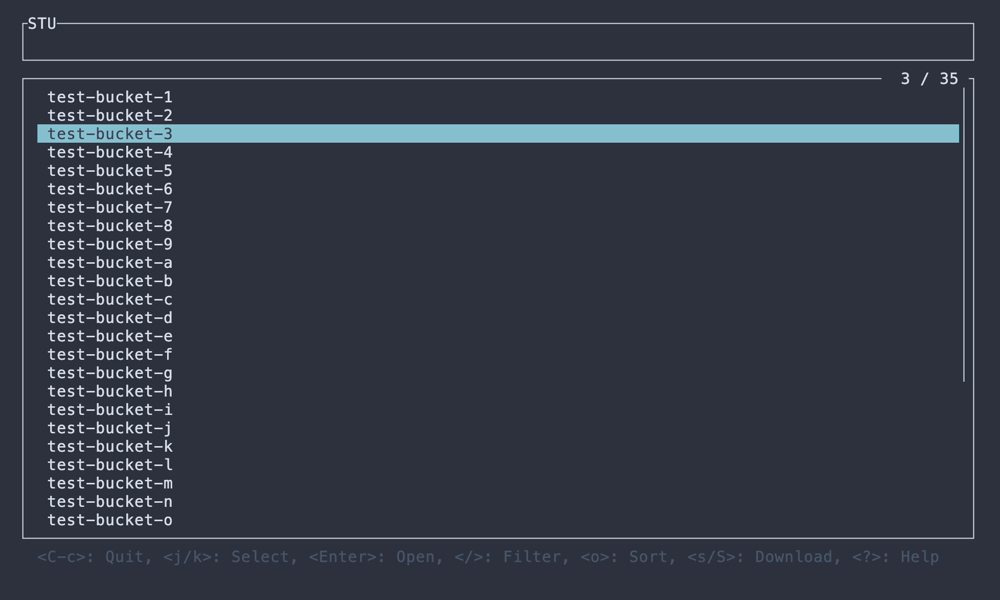 STU
3 / 35
test-bucket-1
test-bucket-2
test-bucket-3
test-bucket-4
test-bucket-5
test-bucket-6
test-bucket-7
test-bucket-8
test-bucket-9
test-bucket-a
test-bucket-b
test-bucket-c
test-bucket-d
test-bucket-e
test-bucket-f
test-bucket-g
test-bucket-h
test-bucket-i
test-bucket-j
test-bucket-k
test-bucket-l
test-bucket-m
test-bucket-n
test-bucket-o
<C-c>: Quit, <j/k>: Select, <Enter>: Open, </>: Filter, <o>: Sort, <s/S>: Download, <?>: Help